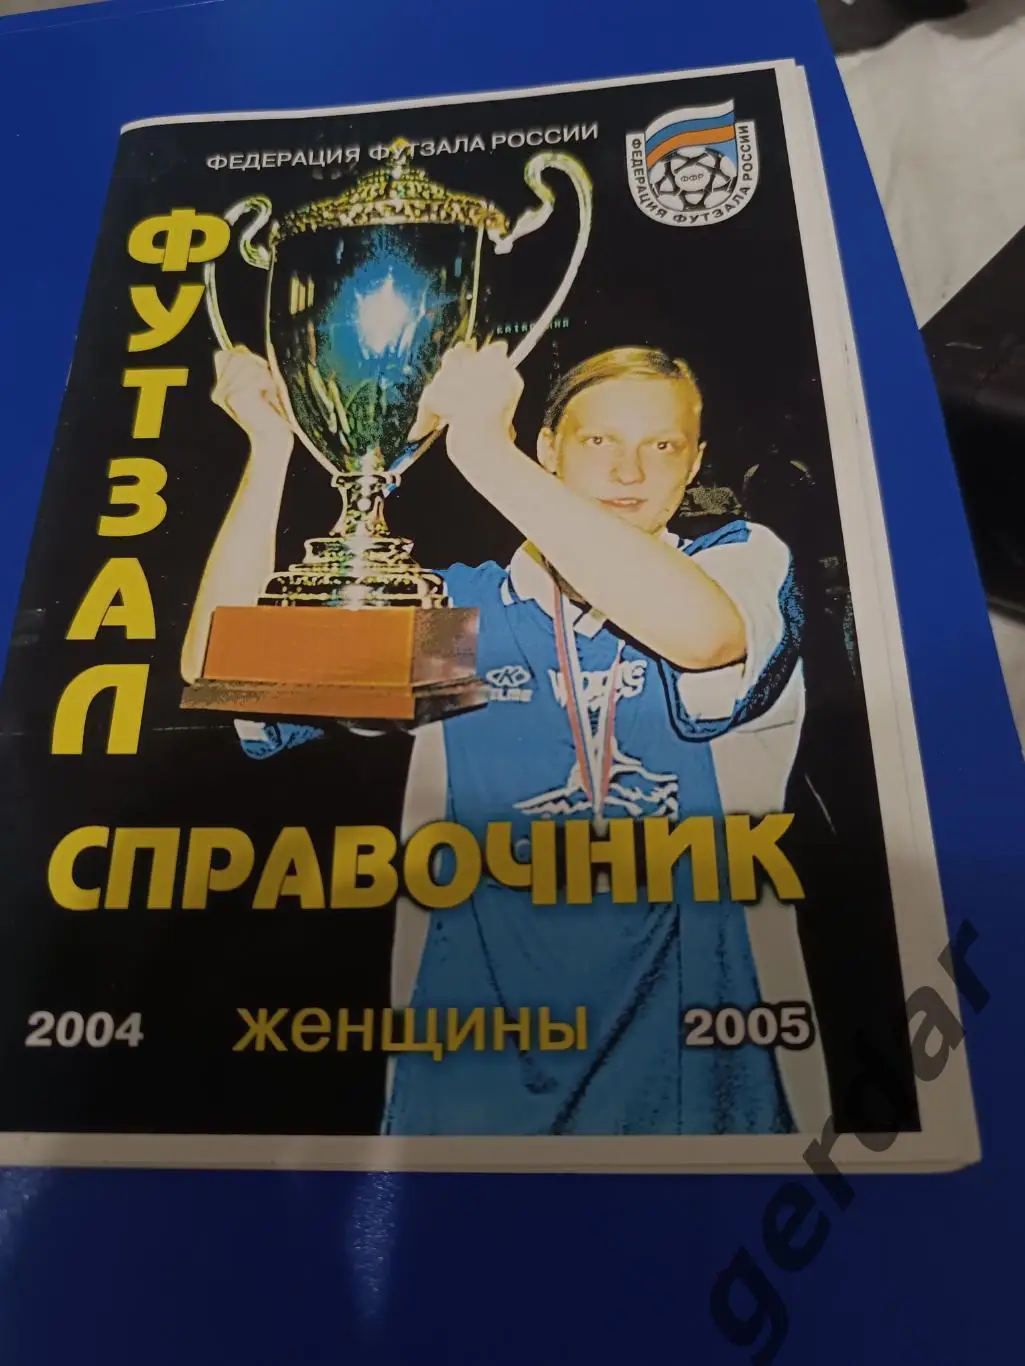 ФЕДЕРАЦИЯ ФУТЗАЛА РОССИИ
ФЕДЕРАЦИЯ ФУТЗАЛА РОССИИ
ФФР
ФУТЗАЛ
СПРАВОЧНИК
2004 женщины 2005
gerdar